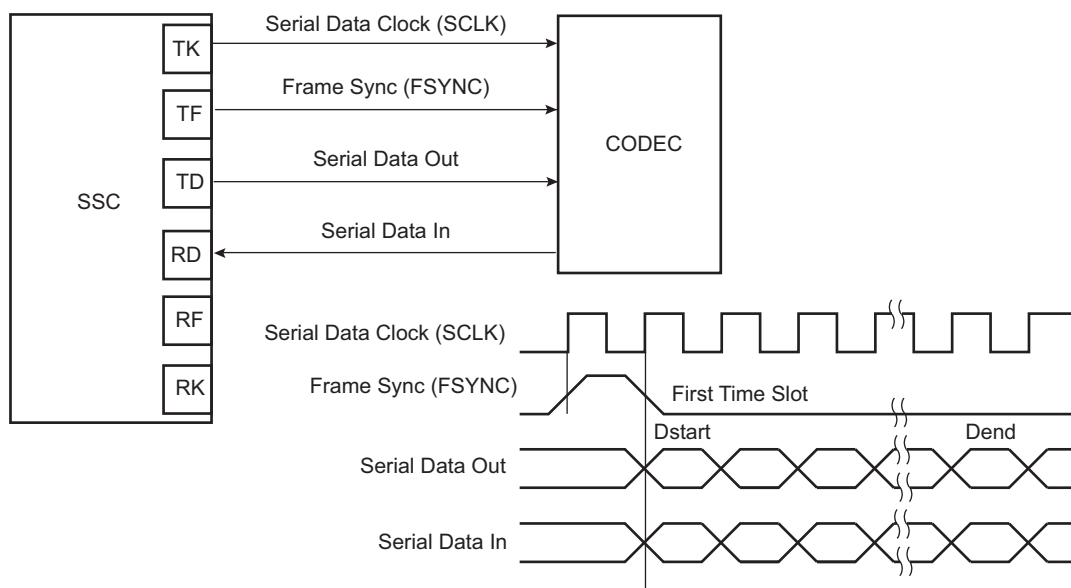 Serial Data Clock (SCLK)
TK
Frame Sync (FSYNC)
TF
CODEC
Serial Data Out
TD
SSC
Serial Data In
RD
RF
Serial Data Clock (SCLK)
RK
Frame Sync (FSYNC)
First Time Slot
Dstart
Dend
Serial Data Out
Serial Data In